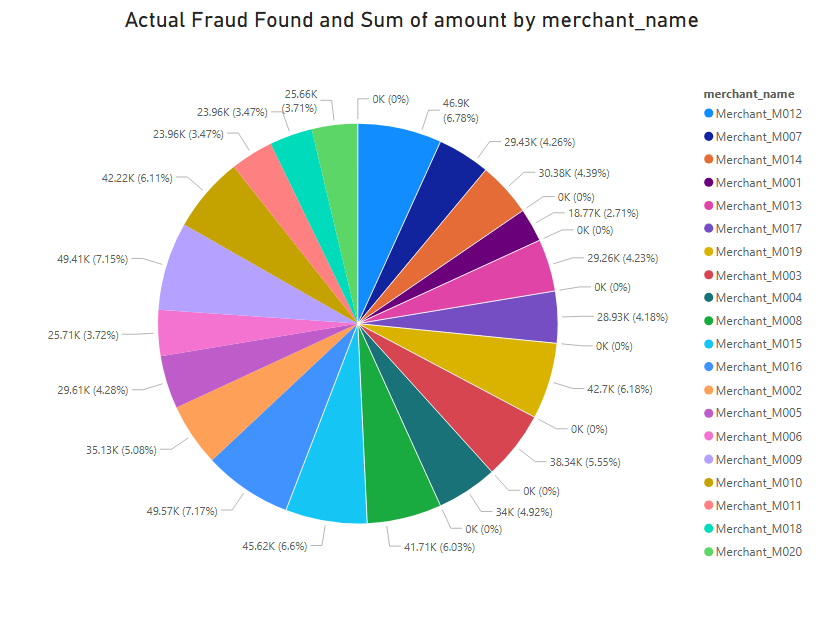 Actual Fraud Found and Sum of amount by merchant_name
0K (0%)
46.9K
(6.78%)
29.43K (4.26%)
30.38K (4.39%)
0K (0%)
18.77K (2.71%)
0K (0%)
29.26K (4.23%)
0K (0%)
28.93K (4.18%)
0K (0%)
42.7K (6.18%)
0K (0%)
38.34K (5.55%)
0K (0%)
34K (4.92%)
0K (0%)
41.71K (6.03%)
45.62K (6.6%)
49.57K (7.17%)
35.13K (5.08%)
29.61K (4.28%)
25.71K (3.72%)
49.41K (7.15%)
42.22K (6.11%)
23.96K (3.47%)
23.96K (3.47%)
25.66K
(3.71%)
merchant_name
Merchant_M012
Merchant_M007
Merchant_M014
Merchant_M001
Merchant_M013
Merchant_M017
Merchant_M019
Merchant_M003
Merchant_M004
Merchant_M008
Merchant_M015
Merchant_M016
Merchant_M002
Merchant_M005
Merchant_M006
Merchant_M009
Merchant_M010
Merchant_M011
Merchant_M018
Merchant_M020